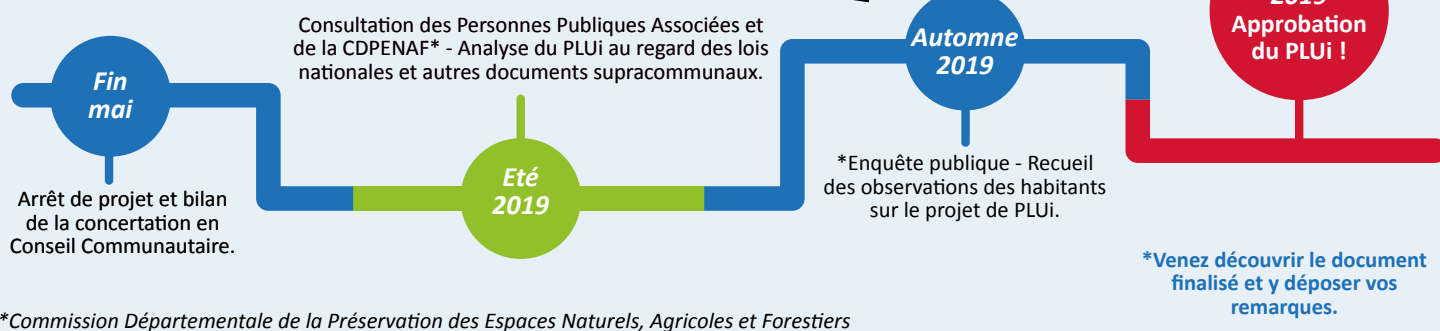 Fin
mai
Arrêt de projet et bilan
de la concertation en
Conseil Communautaire.
Consultation des Personnes Publiques Associées et
de la CDPENAF* - Analyse du PLUi au regard des lois
nationales et autres documents supracommunaux.
Eté
2019
Automne
2019
*Enquête publique - Recueil
des observations des habitants
sur le projet de PLUi.
2019
Approbation
du PLUi !
*Venez découvrir le document
finalisé et y déposer vos
remarques.
*Commission Départementale de la Préservation des Espaces Naturels, Agricoles et Forestiers